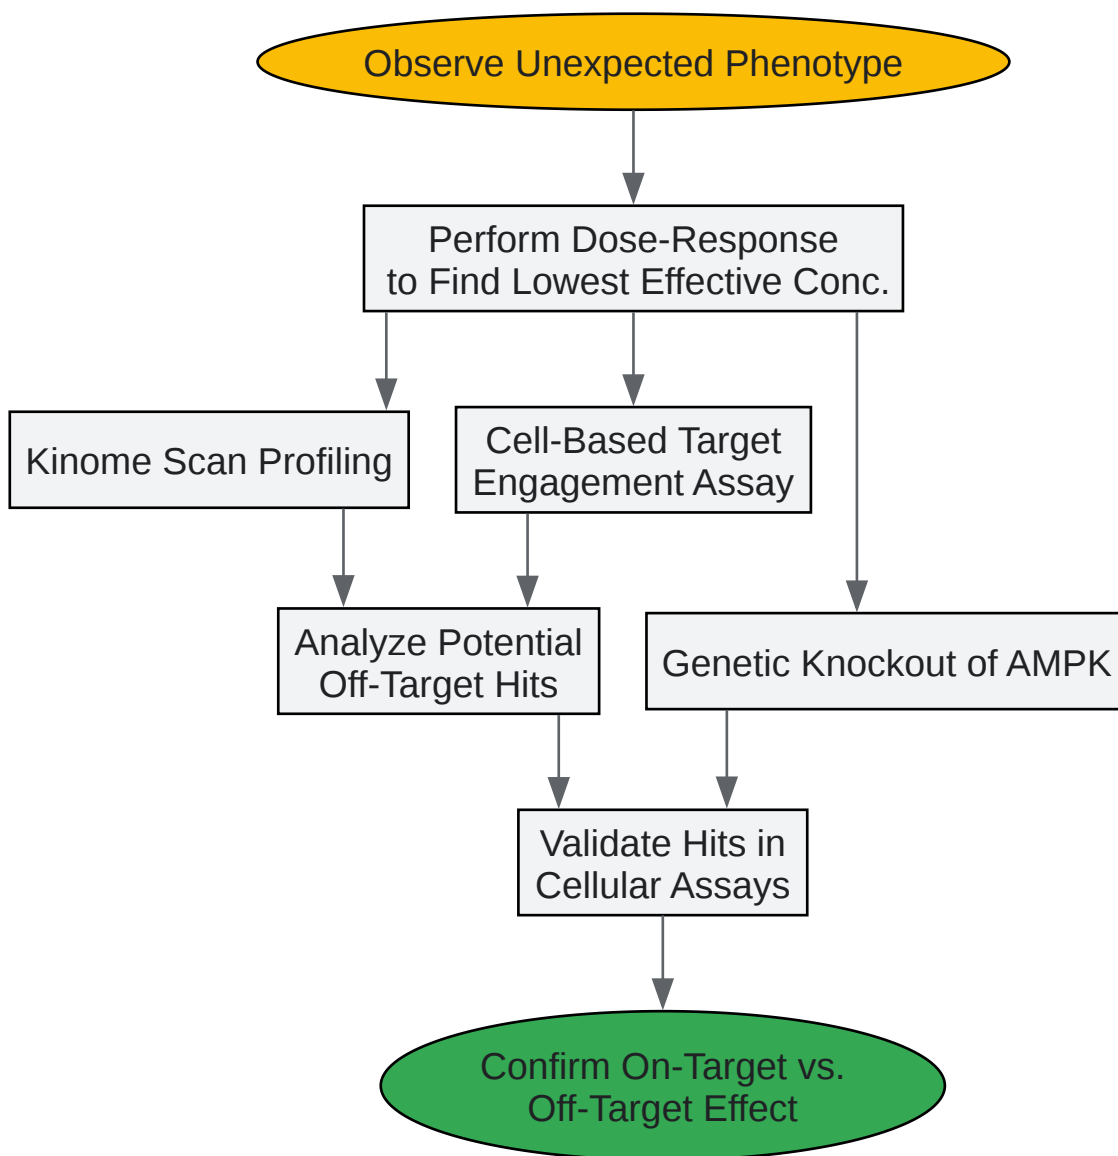 Observe Unexpected Phenotype
Perform Dose-Response
to Find Lowest Effective Conc.
Kinome Scan Profiling
Cell-Based Target
Engagement Assay
Analyze Potential
Off-Target Hits
Genetic Knockout of AMPK
Validate Hits in
Cellular Assays
Confirm On-Target vs.
Off-Target Effect